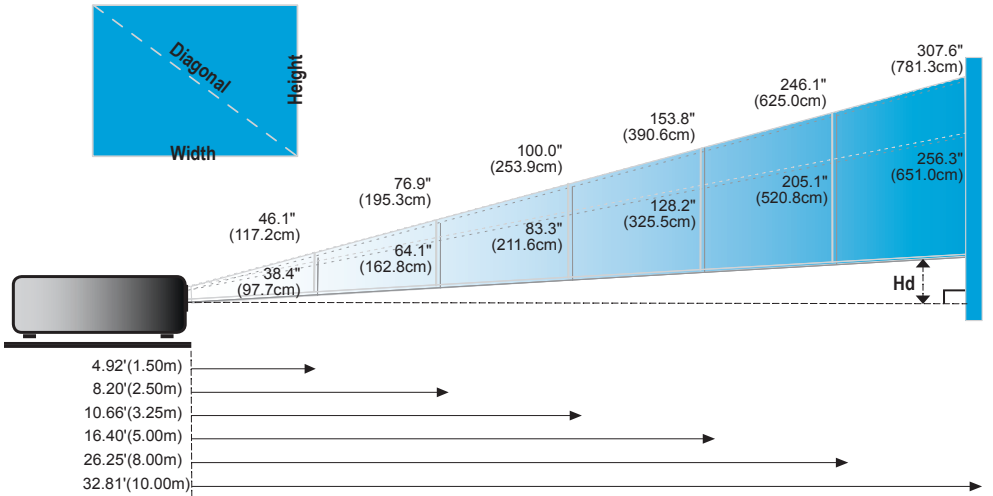 Diagonal
Height
Width
307.6"
(781.3cm)
246.1"
(625.0cm)
153.8"
(390.6cm)
100.0"
(253.9cm)
76.9"
(195.3cm)
46.1"
(117.2cm)
256.3"
(651.0cm)
205.1"
(520.8cm)
128.2"
(325.5cm)
83.3"
(211.6cm)
64.1"
(162.8cm)
38.4"
(97.7cm)
Hd
4.92'(1.50m)
8.20'(2.50m)
10.66'(3.25m)
16.40'(5.00m)
26.25'(8.00m)
32.81'(10.00m)